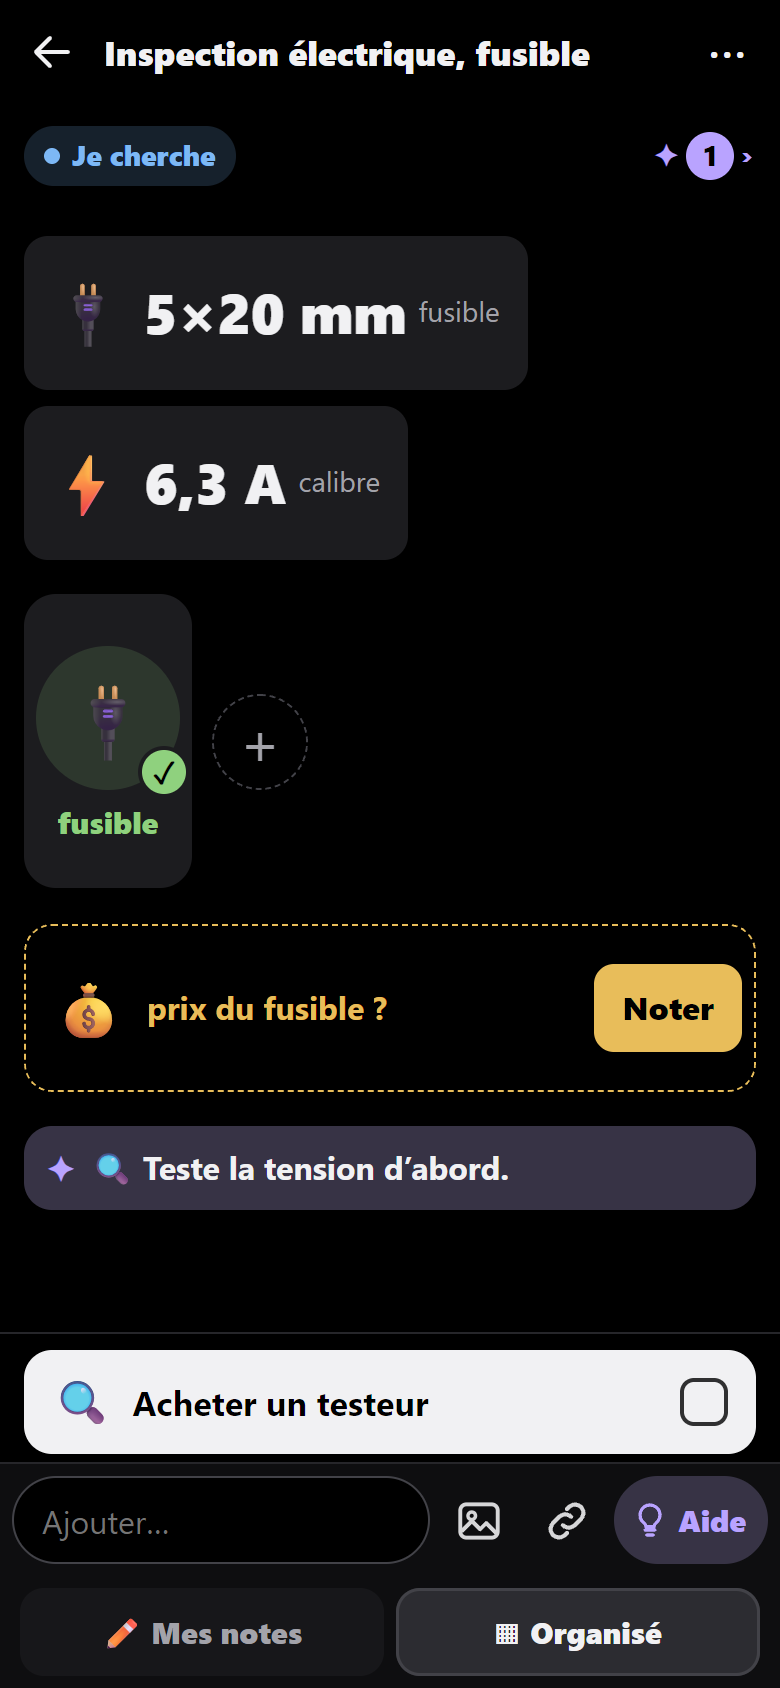 Inspection électrique, fusible
Je cherche
1
5×20 mm fusible
6,3 A calibre
fusible
prix du fusible ?
Noter
Teste la tension d’abord.
Acheter un testeur
Ajouter...
Aide
Mes notes
Organisé